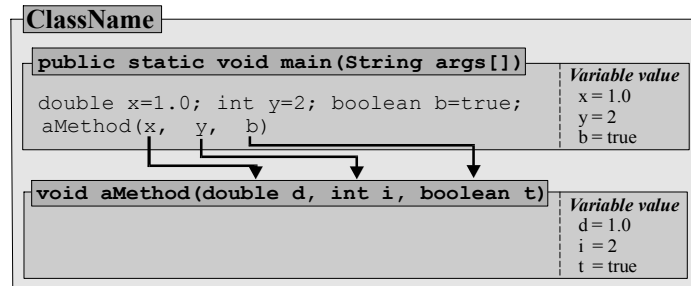 ClassName
public static void main(String args[])
Variable value
x = 1.0
y = 2
b = true
double x=1.0; int y=2; boolean b=true;
aMethod(x, y, b)
void aMethod(double d, int i, boolean t)
Variable value
d = 1.0
i = 2
t = true